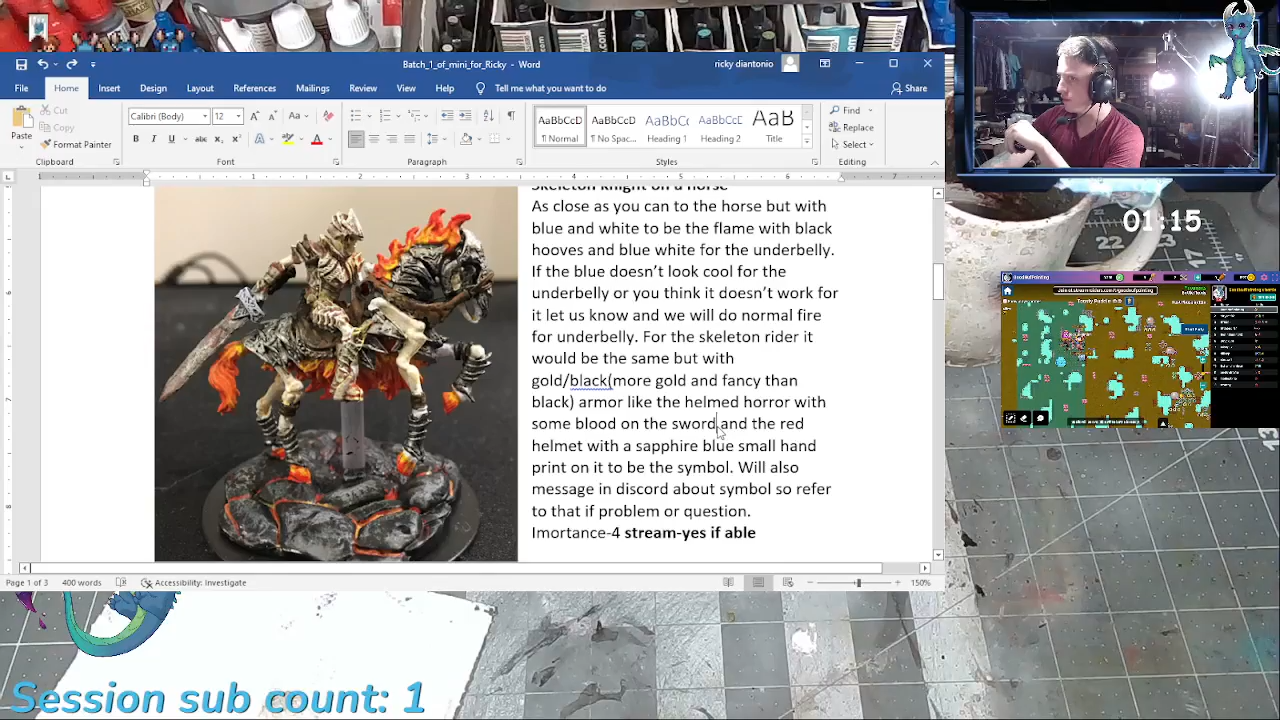 Batch_1_of_mini_for_Ricky - Word
ricky diantonio
File Home Insert Design Layout References Mailings Review View Help Tell me what you want to do Share
Paste
Cut
Copy
Format Painter
Calibri (Body) 12
AaBbCcD AaBbCcD AaBbCc AaBbCcD AaB
¶ Normal ¶ No Spac... Heading 1 Heading 2 Title
Find
Replace
Select
Clipboard Font Paragraph Styles Editing
Skeleton knight on a horse
As close as you can to the horse but with
blue and white to be the flame with black
hooves and blue white for the underbelly.
If the blue doesn't look cool for the
underbelly or you think it doesn't work for
it let us know and we will do normal fire
for underbelly. For the skeleton rider it
would be the same but with
gold/black(more gold and fancy than
black) armor like the helmed horror with
some blood on the sword and the red
helmet with a sapphire blue small hand
print on it to be the symbol. Will also
message in discord about symbol so refer
to that if problem or question.
Imortance-4 stream-yes if able
Page 1 of 3 400 words Accessibility: Investigate 150%
01:15
22 23
Session sub count: 1